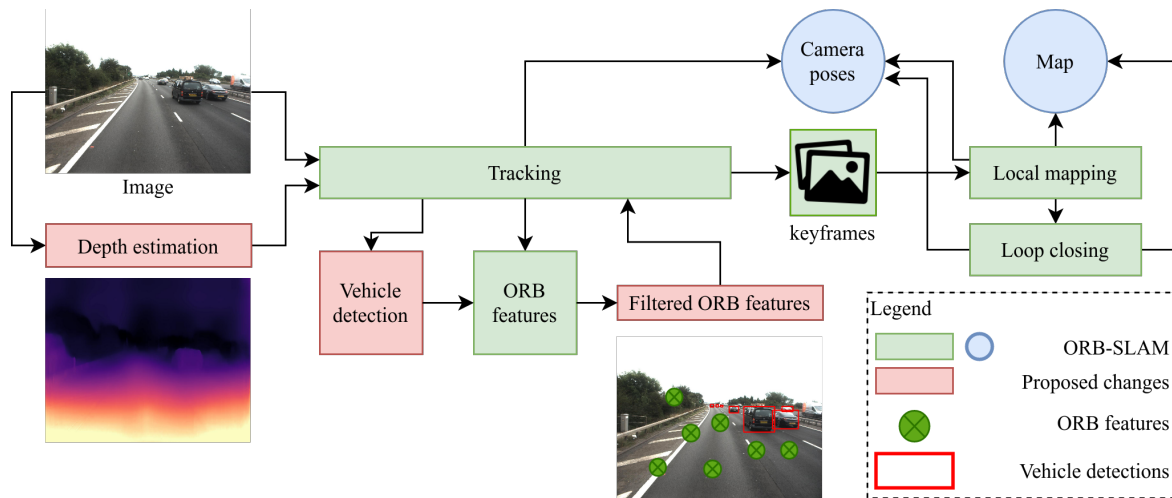 Camera
poses
Map
Image
Tracking
keyframes
Local mapping
Loop closing
Depth estimation
Vehicle
detection
ORB
features
Filtered ORB features
Legend
ORB-SLAM
Proposed changes
ORB features
Vehicle detections